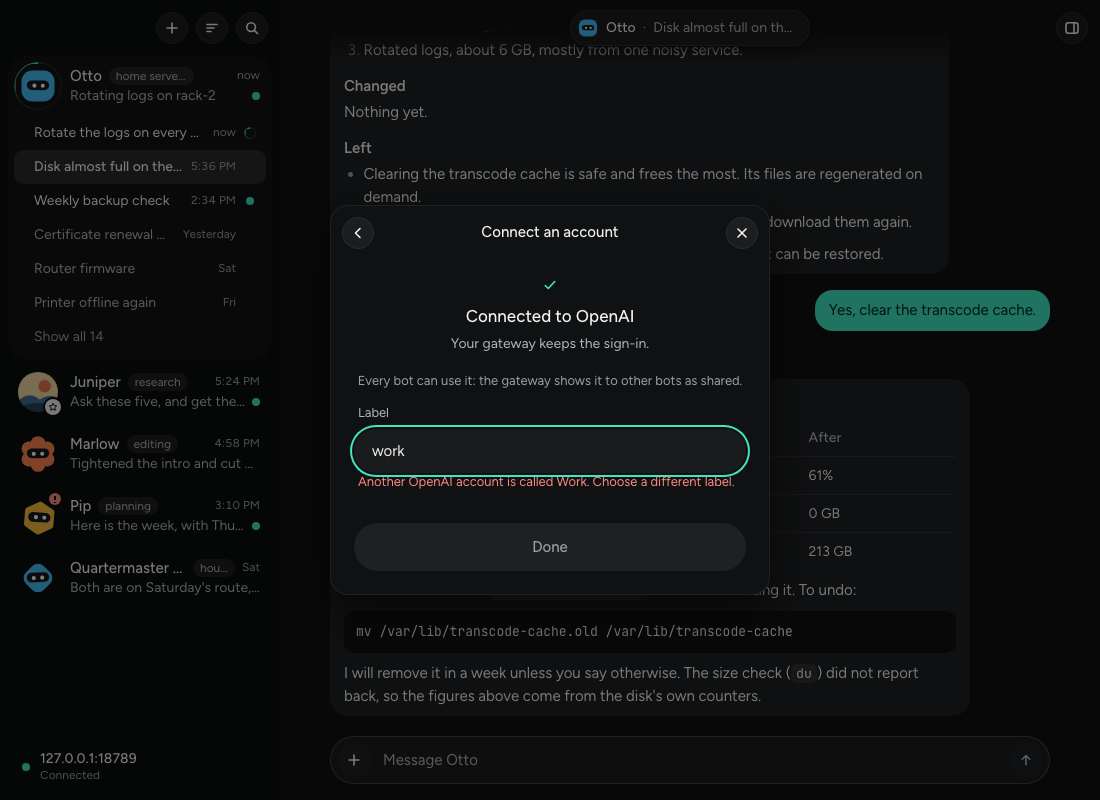 Otto · Disk almost full on th...
Otto home serve... now
Rotating logs on rack-2
Rotate the logs on every ... now
Disk almost full on the... 5:36 PM
Weekly backup check 2:34 PM
Certificate renewal ... Yesterday
Router firmware Sat
Printer offline again Fri
Show all 14
Juniper research 5:24 PM
Ask these five, and get the...
Marlow editing 4:58 PM
Tightened the intro and cut ...
Pip planning 3:10 PM
Here is the week, with Thu...
Quartermaster ... hou... Sat
Both are on Saturday's route,...
127.0.0.1:18789
Connected
3. Rotated logs, about 6 GB, mostly from one noisy service.
Changed
Nothing yet.
Left
• Clearing the transcode cache is safe and frees the most. Its files are regenerated on
demand.
download them again.
can be restored.
Yes, clear the transcode cache.
Connect an account
Connected to OpenAI
Your gateway keeps the sign-in.
Every bot can use it: the gateway shows it to other bots as shared.
Label
work
Another OpenAI account is called Work. Choose a different label.
Done
After
61%
0 GB
213 GB
it. To undo:
mv /var/lib/transcode-cache.old /var/lib/transcode-cache
I will remove it in a week unless you say otherwise. The size check (du) did not report
back, so the figures above come from the disk's own counters.
Message Otto